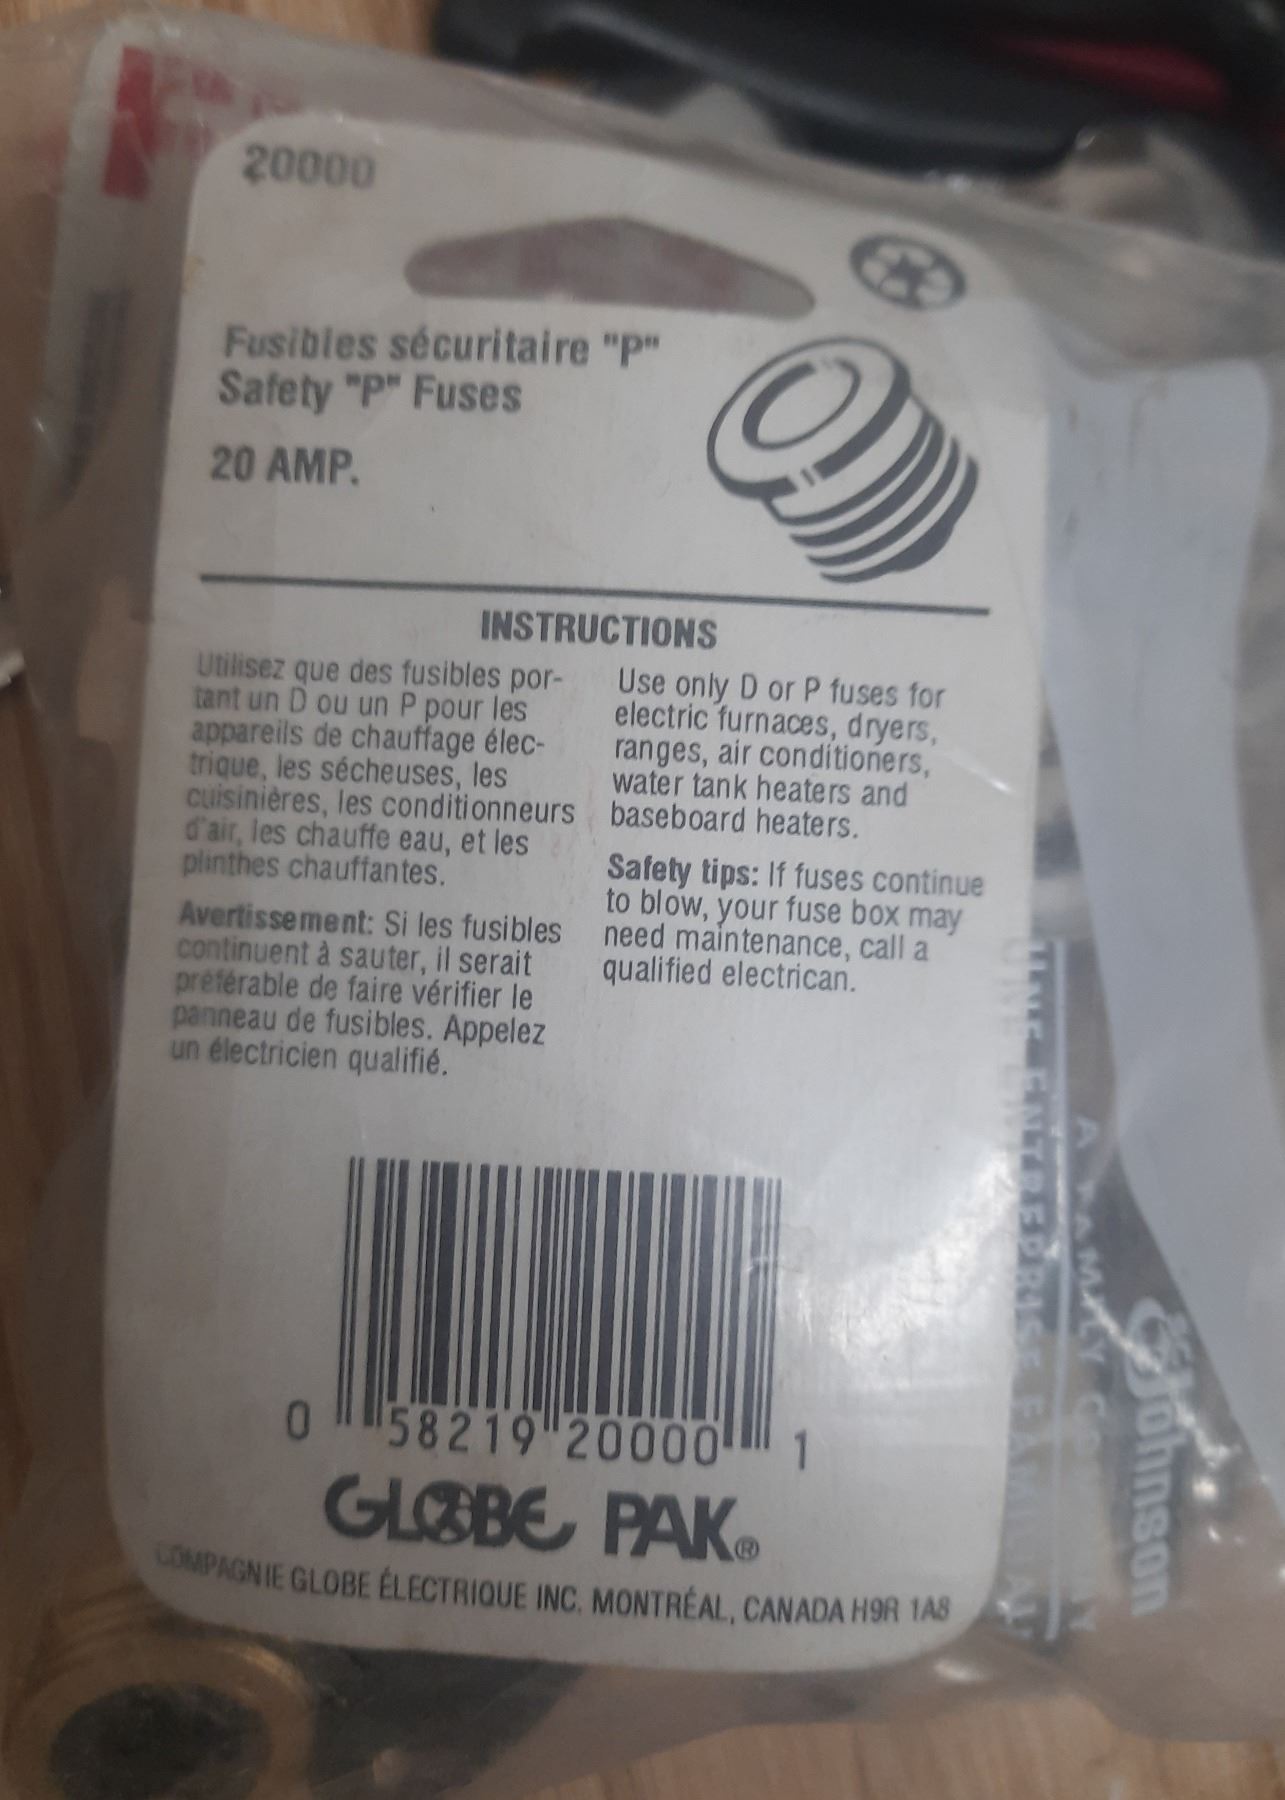 20000
Fusibles sécuritaire "P"
Safety "P" Fuses
20 AMP.
INSTRUCTIONS
Utilisez que des fusibles por-
tant un D ou un P pour les
appareils de chauffage élec-
trique, les sécheuses, les
cuisinières, les conditionneurs
d'air, les chauffe eau, et les
plinthes chauffantes.
Avertissement: Si les fusibles
continuent à sauter, il serait
préférable de faire vérifier le
panneau de fusibles. Appelez
un électricien qualifié.
Use only D or P fuses for
electric furnaces, dryers,
ranges, air conditioners,
water tank heaters and
baseboard heaters.
Safety tips: If fuses continue
to blow, your fuse box may
need maintenance, call a
qualified electrican.
0 58219 20000 1
GLOBE PAK®
COMPAGNIE GLOBE ÉLECTRIQUE INC. MONTRÉAL, CANADA H9R 1A8
Johnson
A FAMILY COMPANY
UNE ENTREPRISE FAMILIALE